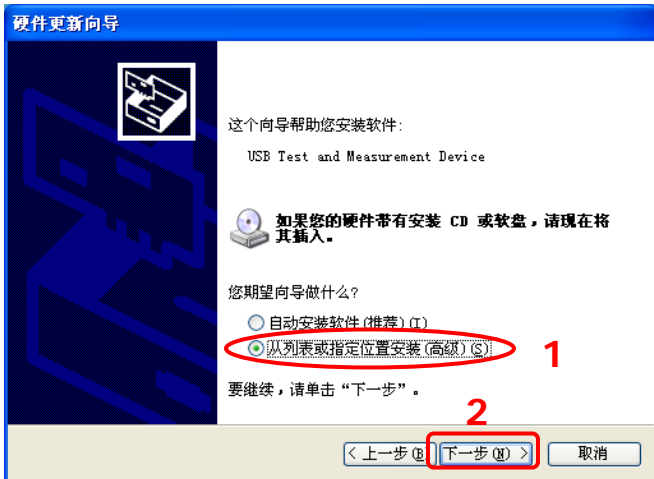 硬件更新向导
这个向导帮助您安装软件:
USB Test and Measurement Device
如果您的硬件带有安装 CD 或软盘，请现在将
其插入。
您期望向导做什么?
自动安装软件(推荐)(I)
从列表或指定位置安装(高级)(S)
1
要继续，请单击“下一步”。
2
< 上一步(B
下一步(N) >
取消